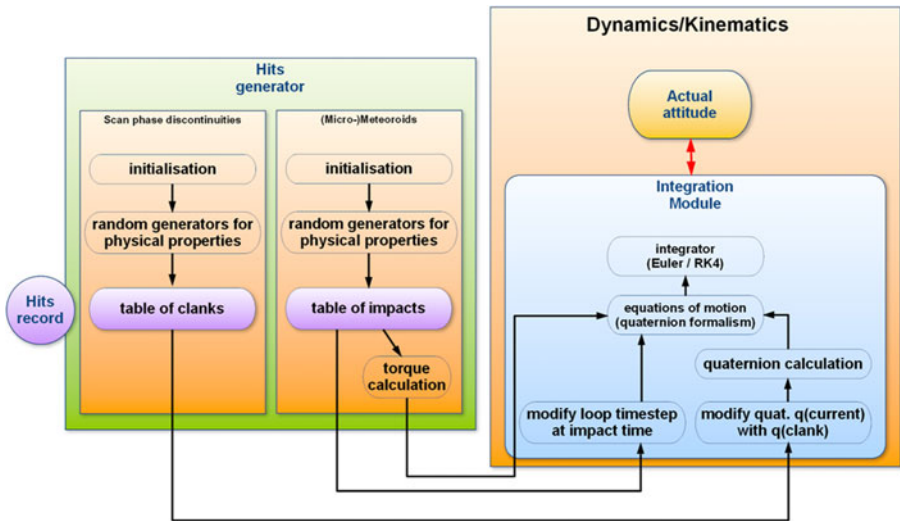 Dynamics/Kinematics
Hits
generator
Scan phase discontinuities
(Micro-)Meteoroids
Actual
attitude
initialisation
initialisation
Integration
Module
random generators for
physical properties
random generators for
physical properties
integrator
(Euler / RK4)
Hits
record
table of clanks
table of impacts
equations of motion
(quaternion formalism)
torque
calculation
quaternion calculation
modify loop timestep
at impact time
modify quat. q(current)
with q(clank)